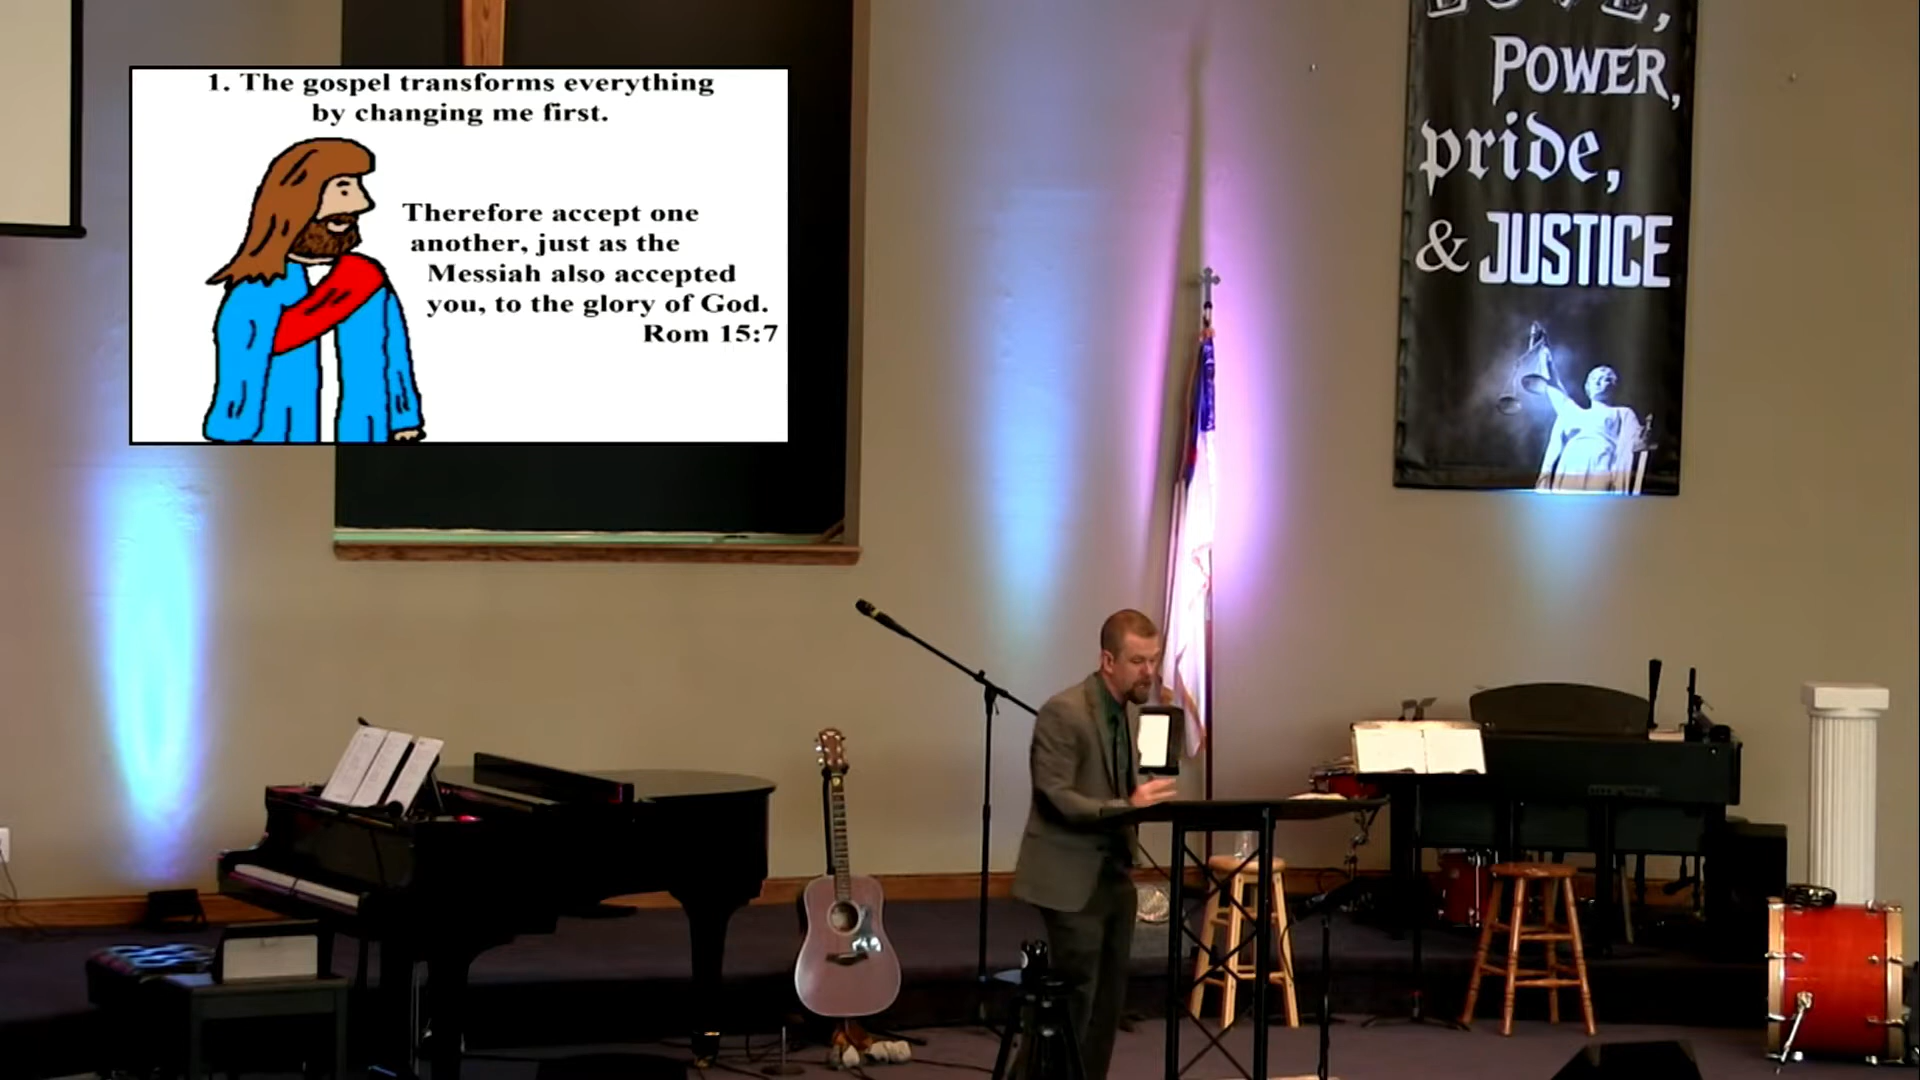 1. The gospel transforms everything
by changing me first.
Therefore accept one
another, just as the
Messiah also accepted
you, to the glory of God.
Rom 15:7
LOVE,
POWER,
pride,
& JUSTICE